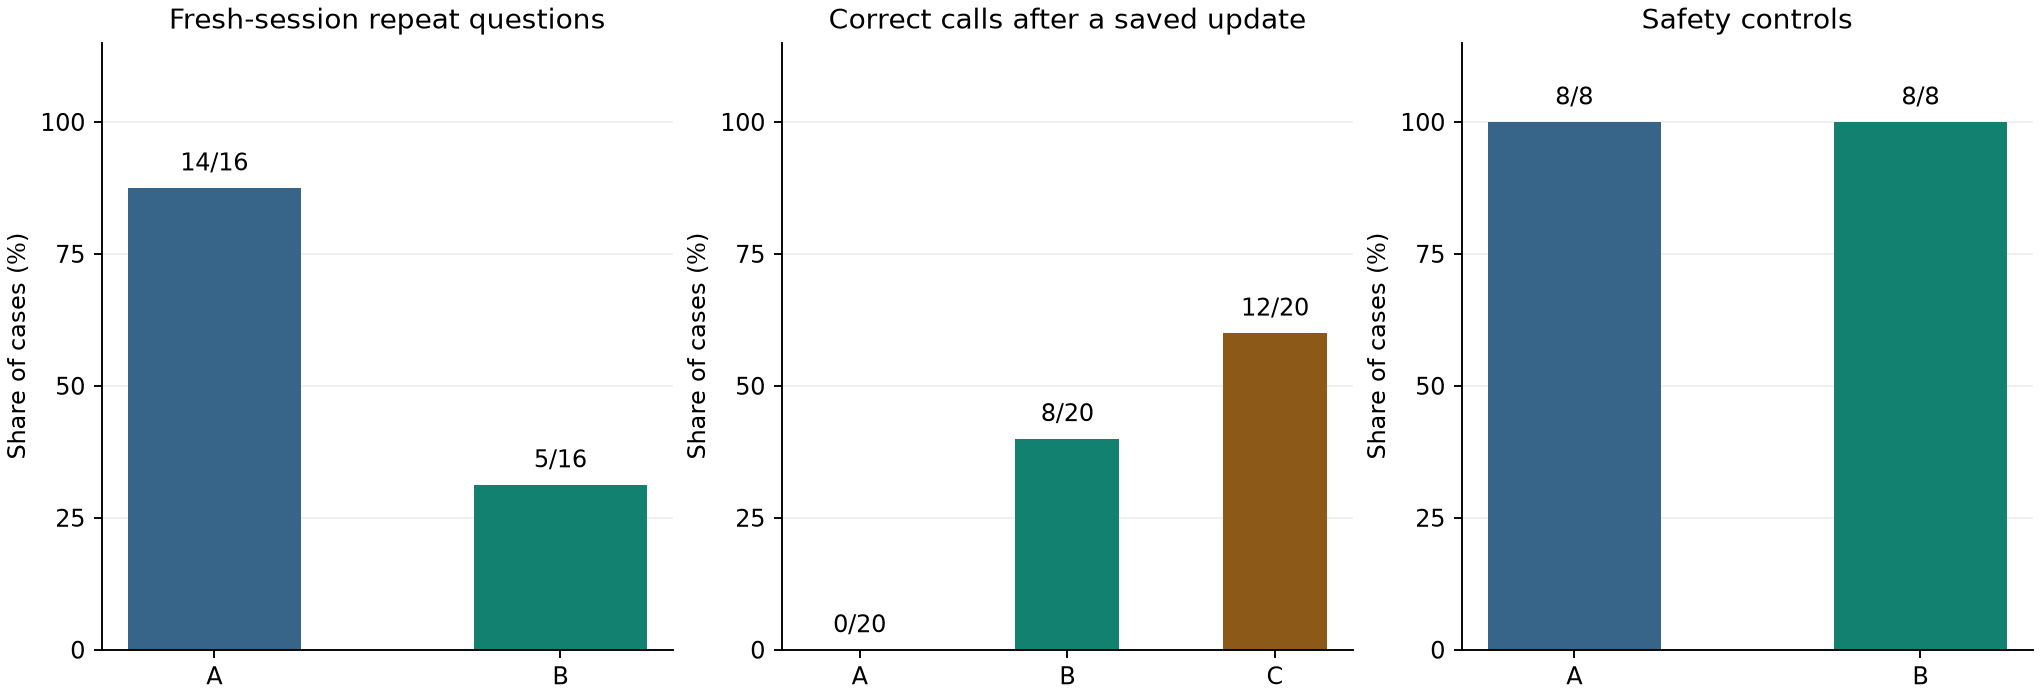 Fresh-session repeat questions
Share of cases (%)
100
75
50
25
0
14/16
5/16
A
B
Correct calls after a saved update
Share of cases (%)
100
75
50
25
0
0/20
8/20
12/20
A
B
C
Safety controls
Share of cases (%)
100
75
50
25
0
8/8
8/8
A
B